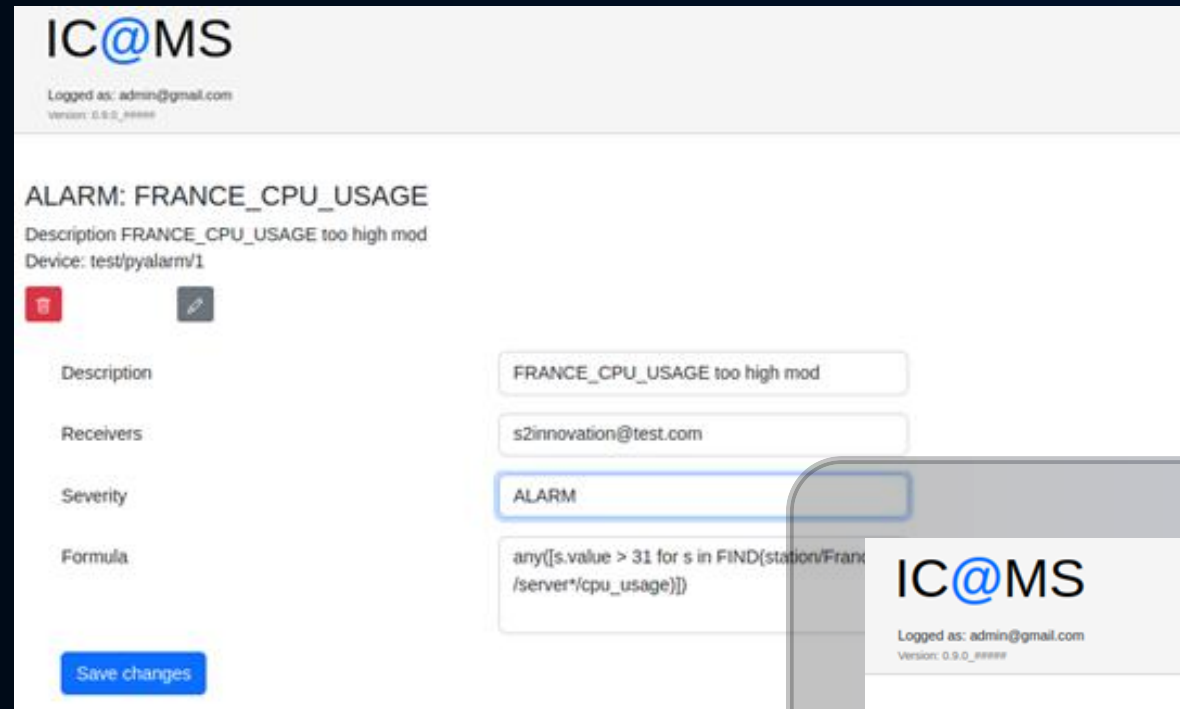 IC@MS
Logged as: admin@gmail.com
Version: 0.9.0_#####
ALARM: FRANCE_CPU_USAGE
Description FRANCE_CPU_USAGE too high mod
Device: test/pyalarm/1
Description
FRANCE_CPU_USAGE too high mod
Receivers
s2innovation@test.com
Severity
ALARM
Formula
any([s.value > 31 for s in FIND(station/Franc
/server*/cpu_usage)])
Save changes
IC@MS
Logged as: admin@gmail.com
Version: 0.9.0_#####